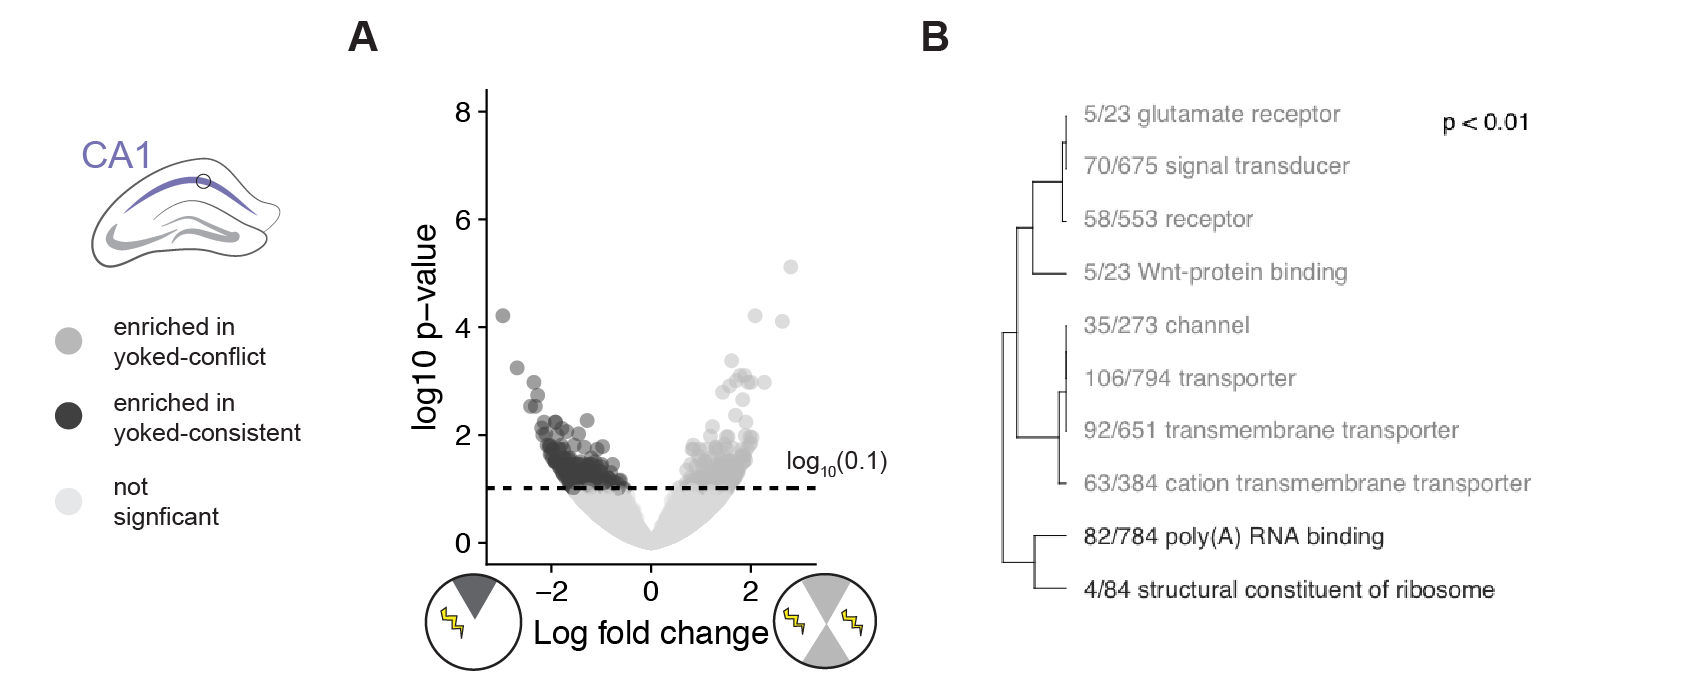 A
B
CA1
enriched in
yoked-conflict
enriched in
yoked-consistent
not
signficant
8
6
4
2
0
log10 p−value
log10(0.1)
−2
0
2
Log fold change
p < 0.01
5/23 glutamate receptor
70/675 signal transducer
58/553 receptor
5/23 Wnt-protein binding
35/273 channel
106/794 transporter
92/651 transmembrane transporter
63/384 cation transmembrane transporter
82/784 poly(A) RNA binding
4/84 structural constituent of ribosome